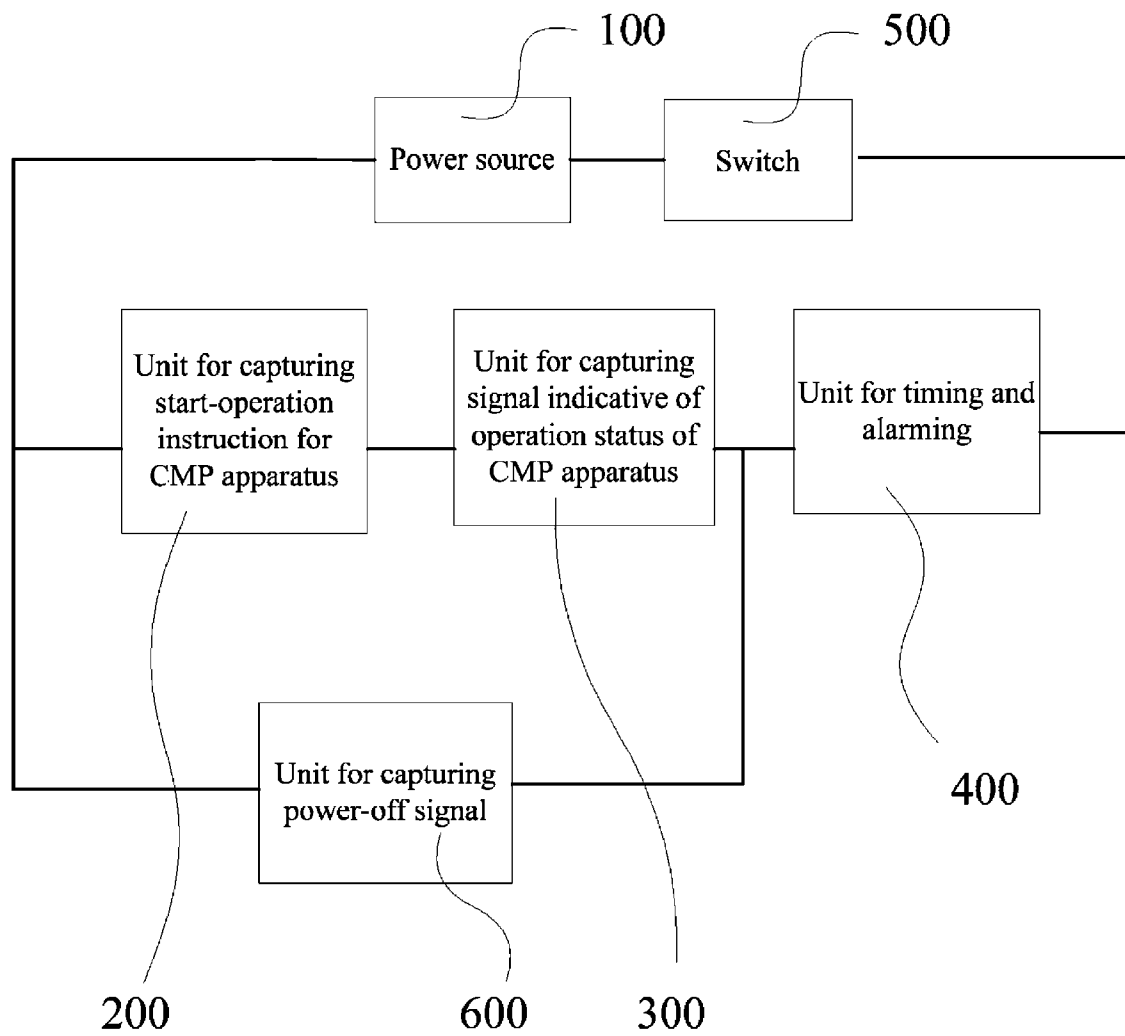 100
500
Power source
Switch
Unit for capturing
start-operation
instruction for
CMP apparatus
Unit for capturing
signal indicative of
operation status of
CMP apparatus
Unit for timing and
alarming
Unit for capturing
power-off signal
400
200
600
300